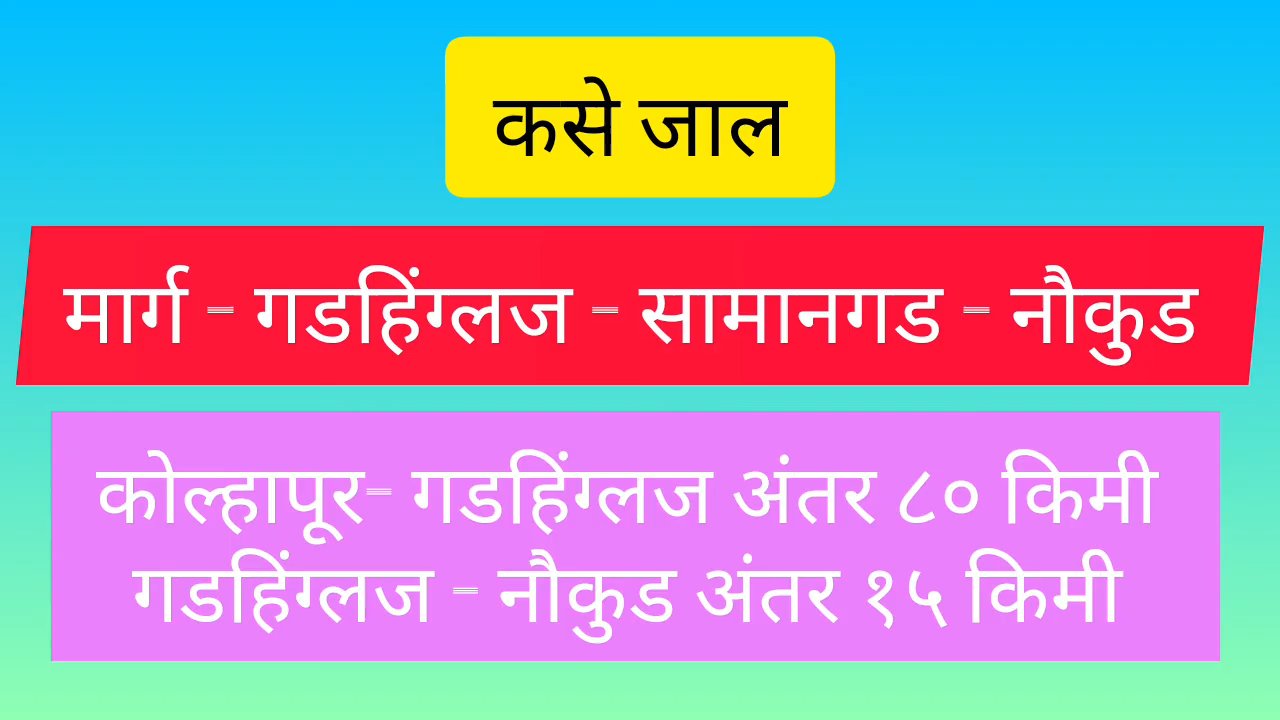 कसे जाल
मार्ग - गडहिंग्लज - सामानगड - नौकुड
कोल्हापूर- गडहिंग्लज अंतर ८० किमी
गडहिंग्लज - नौकुड अंतर १५ किमी